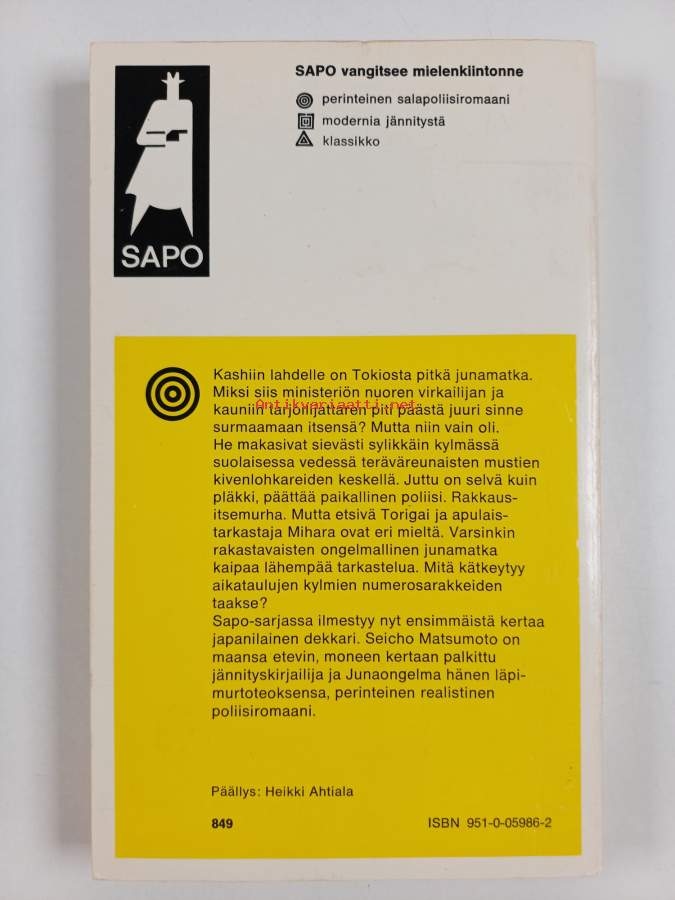 SAPO vangitsee mielenkiintonne
perinteinen salapoliisiromaani
modernia jännitystä
klassikko
SAPO
Kashiin lahdelle on Tokiosta pitkä junamatka.
Miksi siis ministeriön nuoren virkailijan ja
kauniin tarjoilijattaren piti päästä juuri sinne
Antikvariaatti.net
surmaamaan itsensä? Mutta niin vain oli.
He makasivat sievästi sylikkäin kylmässä
suolaisessa vedessä teräväreunaisten mustien
kivenlohkareiden keskellä. Juttu on selvä kuin
pläkki, päättää paikallinen poliisi. Rakkaus-
itsemurha. Mutta etsivä Torigai ja apulais-
tarkastaja Mihara ovat eri mieltä. Varsinkin
rakastavaisten ongelmallinen junamatka
kaipaa lähempää tarkastelua. Mitä kätkeytyy
aikataulujen kylmien numerosarakkeiden
taakse?
Sapo-sarjassa ilmestyy nyt ensimmäistä kertaa
japanilainen dekkari. Seicho Matsumoto on
maansa etevin, moneen kertaan palkittu
jännityskirjailija ja Junaongelma hänen läpi-
murtoteoksensa, perinteinen realistinen
poliisiromaani.
Päällys: Heikki Ahtiala
849
ISBN 951-0-05986-2